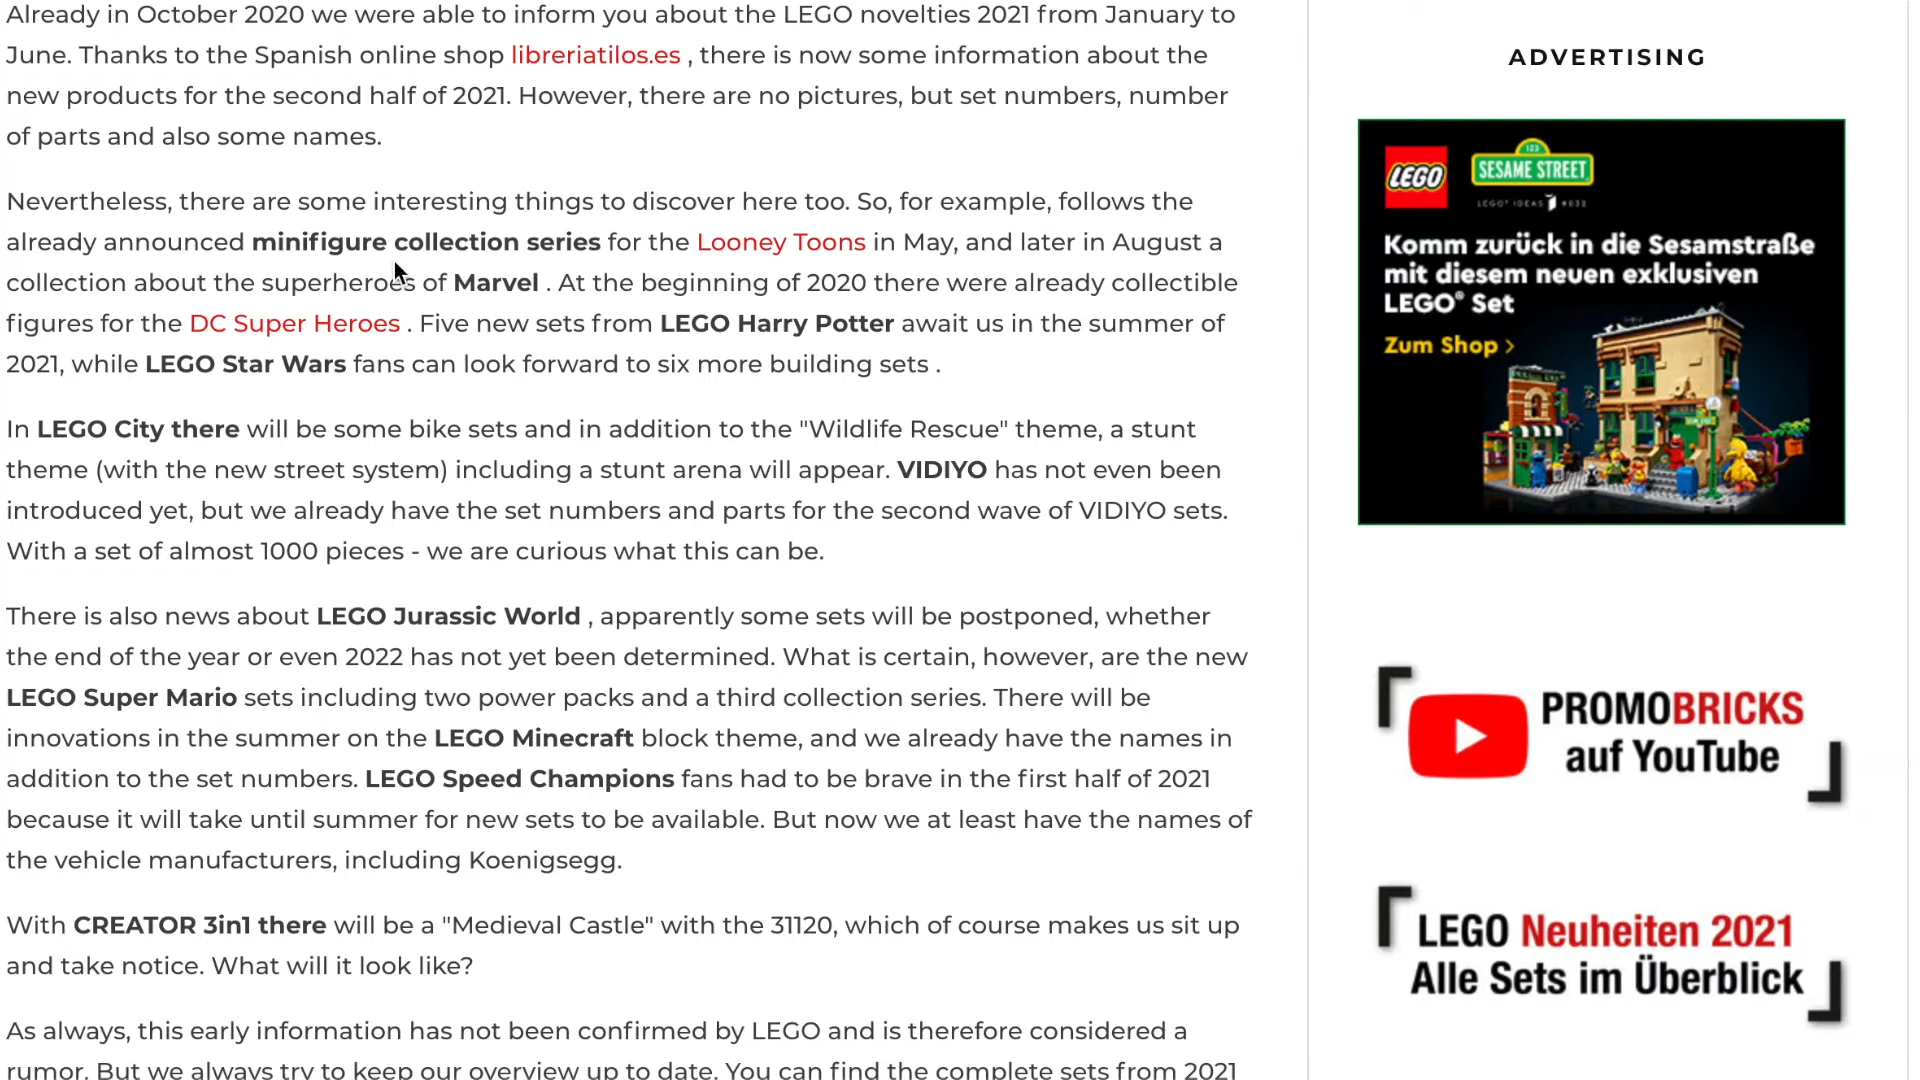 Already in October 2020 we were able to inform you about the LEGO novelties 2021 from January to
June. Thanks to the Spanish online shop libreriatilos.es , there is now some information about the
new products for the second half of 2021. However, there are no pictures, but set numbers, number
of parts and also some names.
Nevertheless, there are some interesting things to discover here too. So, for example, follows the
already announced minifigure collection series for the Looney Toons in May, and later in August a
collection about the superheroes of Marvel . At the beginning of 2020 there were already collectible
figures for the DC Super Heroes . Five new sets from LEGO Harry Potter await us in the summer of
2021, while LEGO Star Wars fans can look forward to six more building sets .
In LEGO City there will be some bike sets and in addition to the "Wildlife Rescue" theme, a stunt
theme (with the new street system) including a stunt arena will appear. VIDIYO has not even been
introduced yet, but we already have the set numbers and parts for the second wave of VIDIYO sets.
With a set of almost 1000 pieces - we are curious what this can be.
There is also news about LEGO Jurassic World , apparently some sets will be postponed, whether
the end of the year or even 2022 has not yet been determined. What is certain, however, are the new
LEGO Super Mario sets including two power packs and a third collection series. There will be
innovations in the summer on the LEGO Minecraft block theme, and we already have the names in
addition to the set numbers. LEGO Speed Champions fans had to be brave in the first half of 2021
because it will take until summer for new sets to be available. But now we at least have the names of
the vehicle manufacturers, including Koenigsegg.
With CREATOR 3in1 there will be a "Medieval Castle" with the 31120, which of course makes us sit up
and take notice. What will it look like?
As always, this early information has not been confirmed by LEGO and is therefore considered a
rumor. But we always try to keep our overview up to date. You can find the complete sets from 2021
ADVERTISING
LEGO
123
SESAME STREET
LEGO® IDEAS #032
Komm zurück in die Sesamstraße
mit diesem neuen exklusiven
LEGO® Set
Zum Shop >
PROMOBRICKS
auf YouTube
LEGO Neuheiten 2021
Alle Sets im Überblick